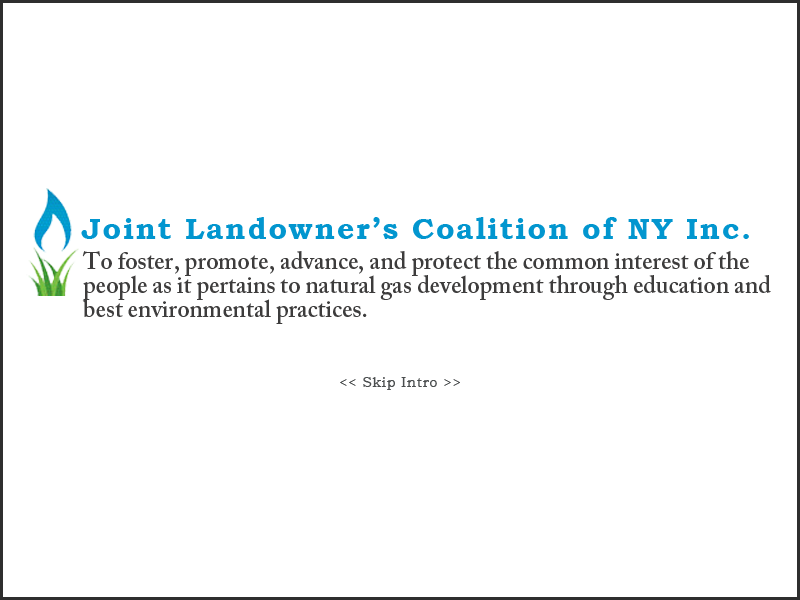 Joint Landowner’s Coalition of NY Inc.
To foster, promote, advance, and protect the common interest of the
people as it pertains to natural gas development through education and
best environmental practices.
<< Skip Intro >>